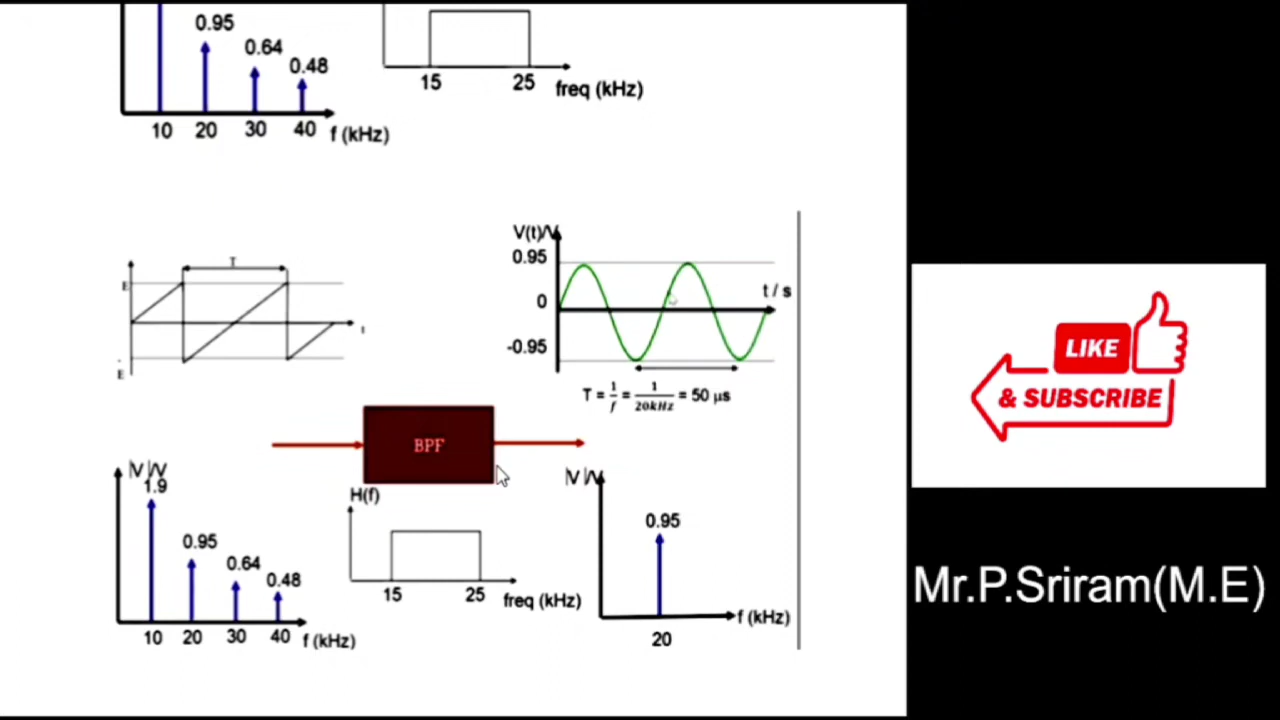 0.95
0.64
0.48
10 20 30 40 f (kHz)
15 25 freq (kHz)
T
E
t
-
E
V(t)/V
0.95
0
-0.95
t / s
T = 1/f = 1/20kHz = 50 µs
BPF
|V|/V
1.9
0.95
0.64
0.48
10 20 30 40 f (kHz)
H(f)
15 25 freq (kHz)
|V|/V
0.95
f (kHz)
20
LIKE
& SUBSCRIBE
Mr.P.Sriram(M.E)